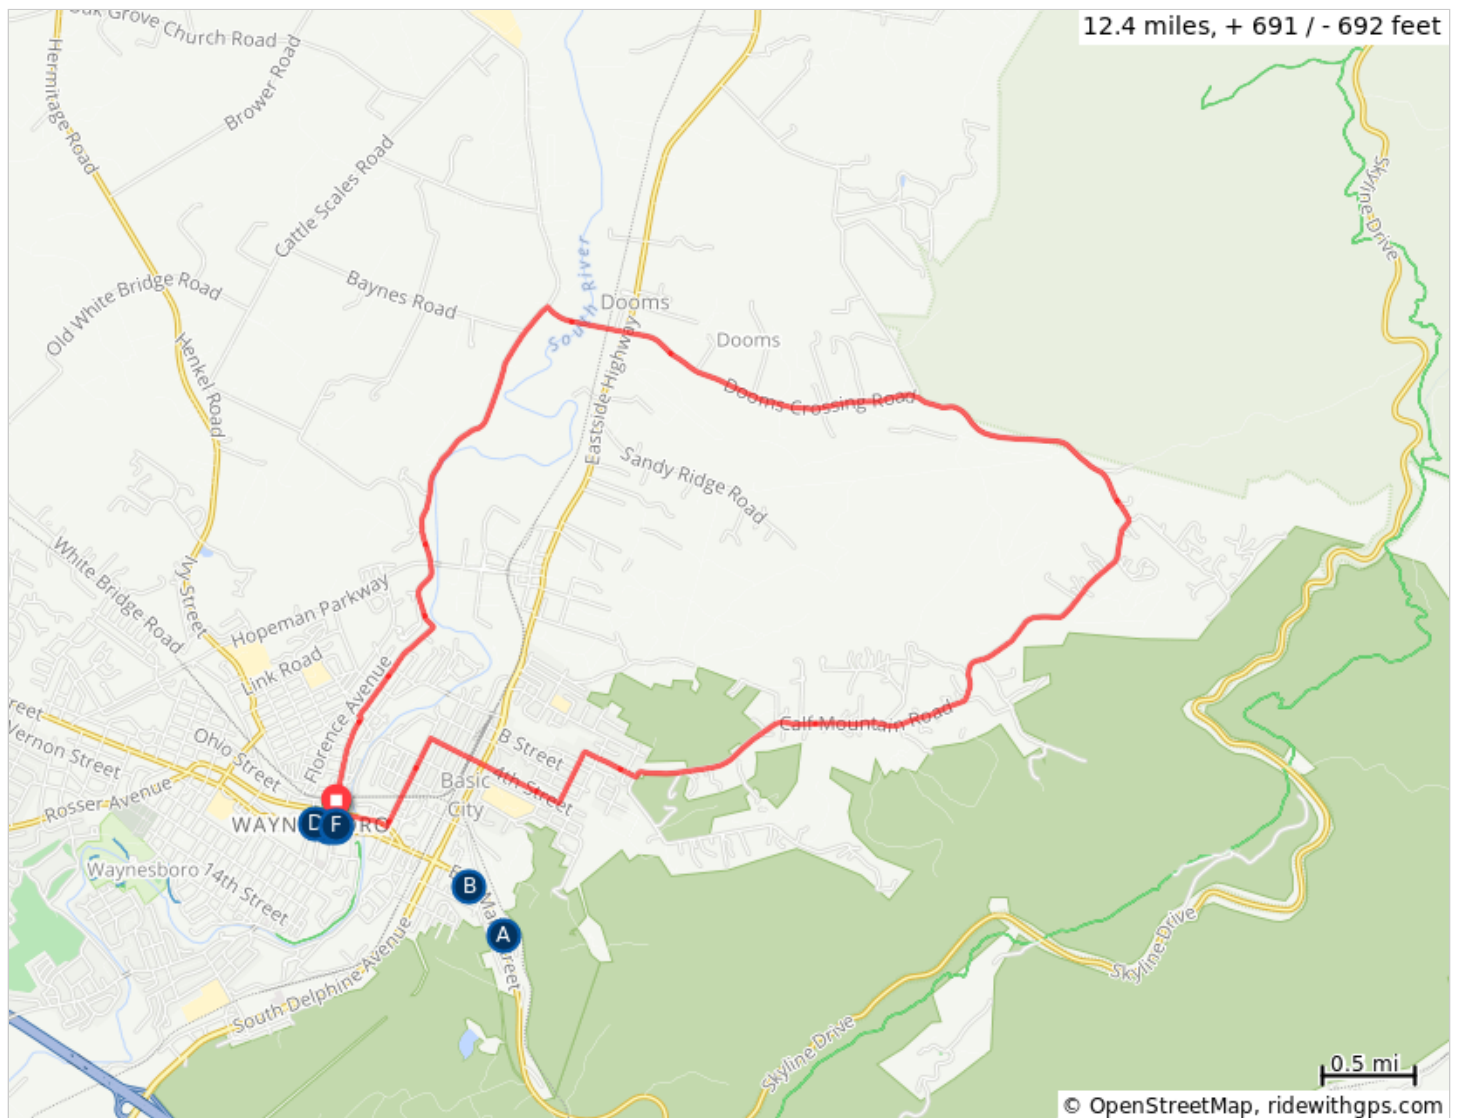 12.4 miles, + 691 / - 692 feet
Oak Grove Church Road
Hermitage Road
Brower Road
Cattle Scales Road
Skyline Drive
Old White Bridge Road
Baynes Road
South River
Dooms
Dooms
Henkel Road
Eastside Highway
Dooms Crossing Road
Sandy Ridge Road
White Bridge Road
Ivy Street
Hopeman Parkway
Link Road
Florence Avenue
Calf Mountain Road
reet
Vernon Street
Ohio Street
B Street
4th Street
Basic
City
Rosser Avenue
D
F
WAYN
RO
Waynesboro
14th Street
B
A
South Delphine Avenue
Skyline Drive
Skyline Drive
0.5 mi
© OpenStreetMap, ridewithgps.com